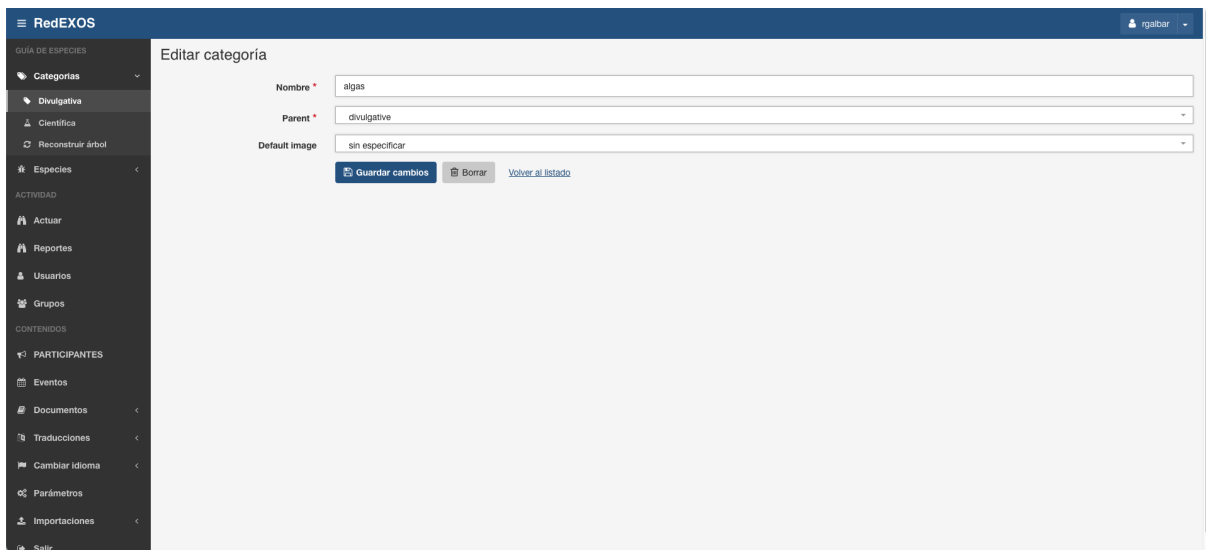 RedEXOS
rgalbar
GUÍA DE ESPECIES
Categorias
Divulgativa
Científica
Reconstruir árbol
Especies
ACTIVIDAD
Actuar
Reportes
Usuarios
Grupos
CONTENIDOS
PARTICIPANTES
Eventos
Documentos
Traducciones
Cambiar idioma
Parámetros
Importaciones
Salir
Editar categoría
Nombre *
algas
Parent *
divulgative
Default image
sin especificar
Guardar cambios
Borrar
Volver al listado